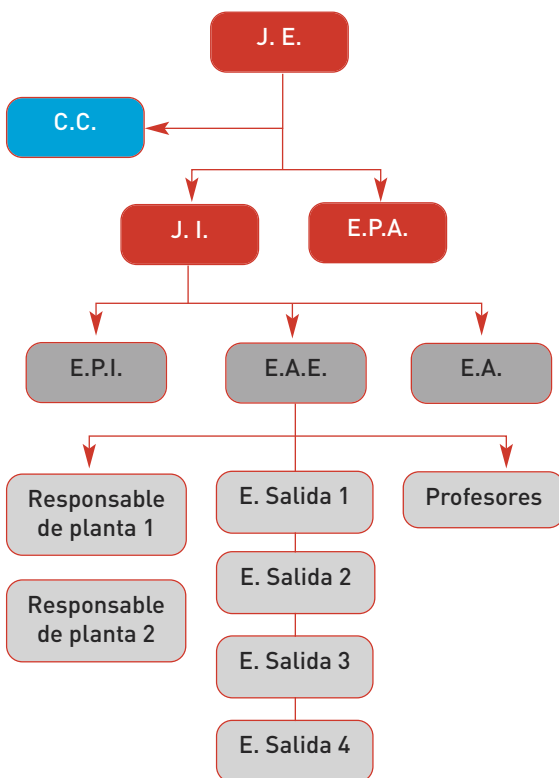 J. E.
C.C.
J. I.
E.P.A.
E.P.I.
E.A.E.
E.A.
Responsable
de planta 1
E. Salida 1
Profesores
E. Salida 2
Responsable
de planta 2
E. Salida 3
E. Salida 4